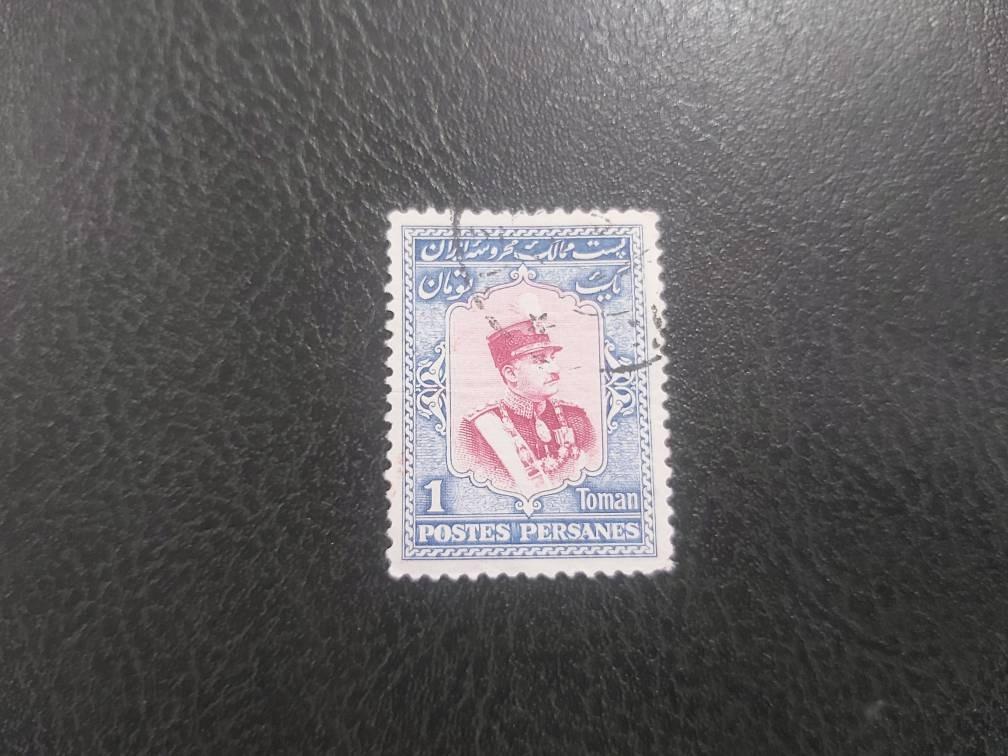 پست ممالک محروسه ایران
یک تومان
1 Toman
POSTES PERSANES